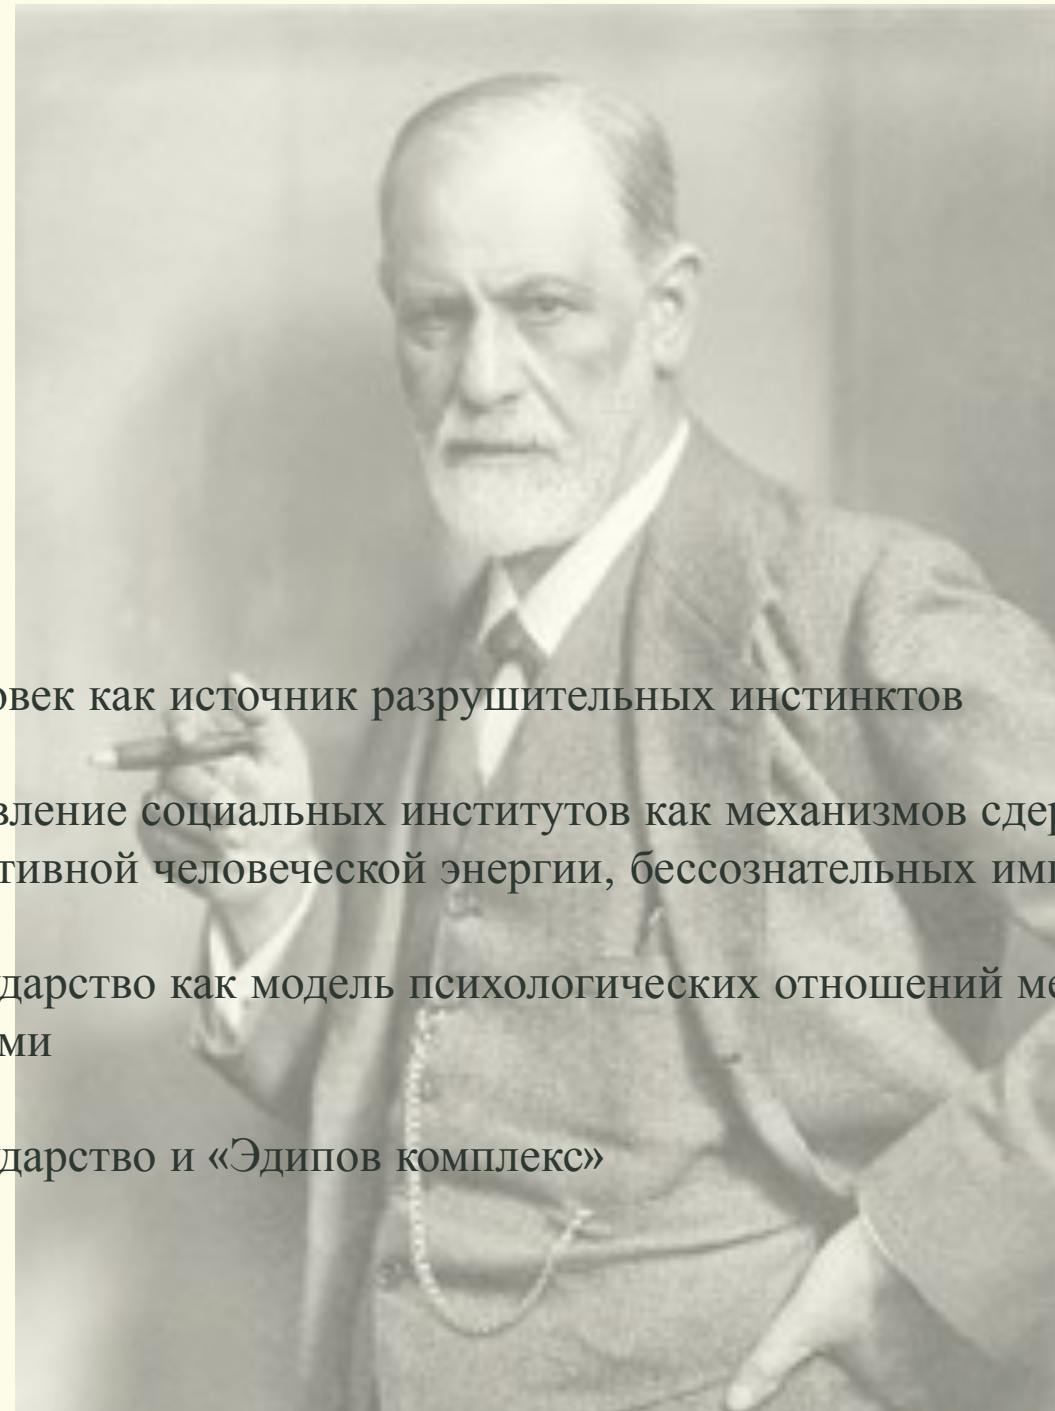 овек как источник разрушительных инстинктов
вление социальных институтов как механизмов сдер
тивной человеческой энергии, бессознательных имп
дарство как модель психологических отношений ме
ми
дарство и «Эдипов комплекс»